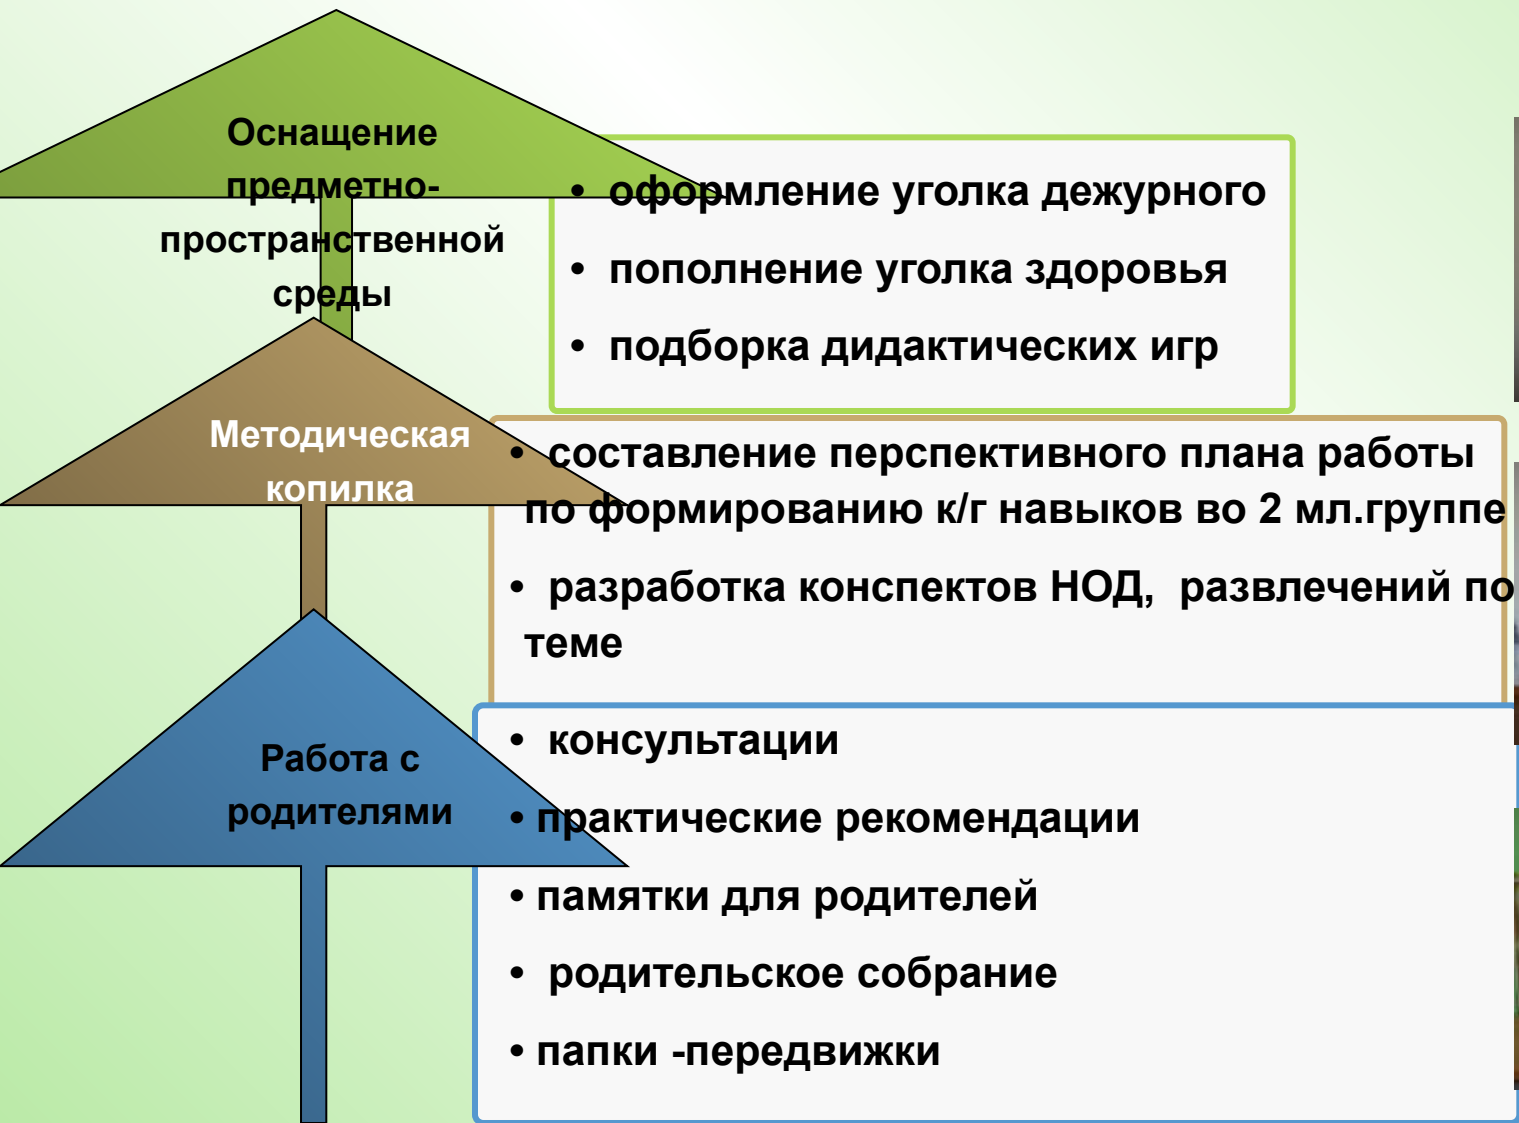 Оснащение
предметно-
пространственной
среды
• оформление уголка дежурного
• пополнение уголка здоровья
• подборка дидактических игр
Методическая
копилка
• составление перспективного плана работы
по формированию к/г навыков во 2 мл.группе
• разработка конспектов НОД, развлечений по
теме
Работа с
родителями
• консультации
• практические рекомендации
• памятки для родителей
• родительское собрание
• папки -передвижки